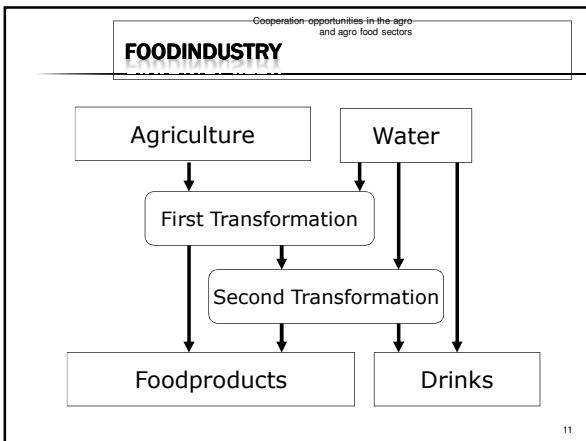 Cooperation opportunities in the agro
and agro food sectors
FOODINDUSTRY
Agriculture
Water
First Transformation
Second Transformation
Foodproducts
Drinks
11